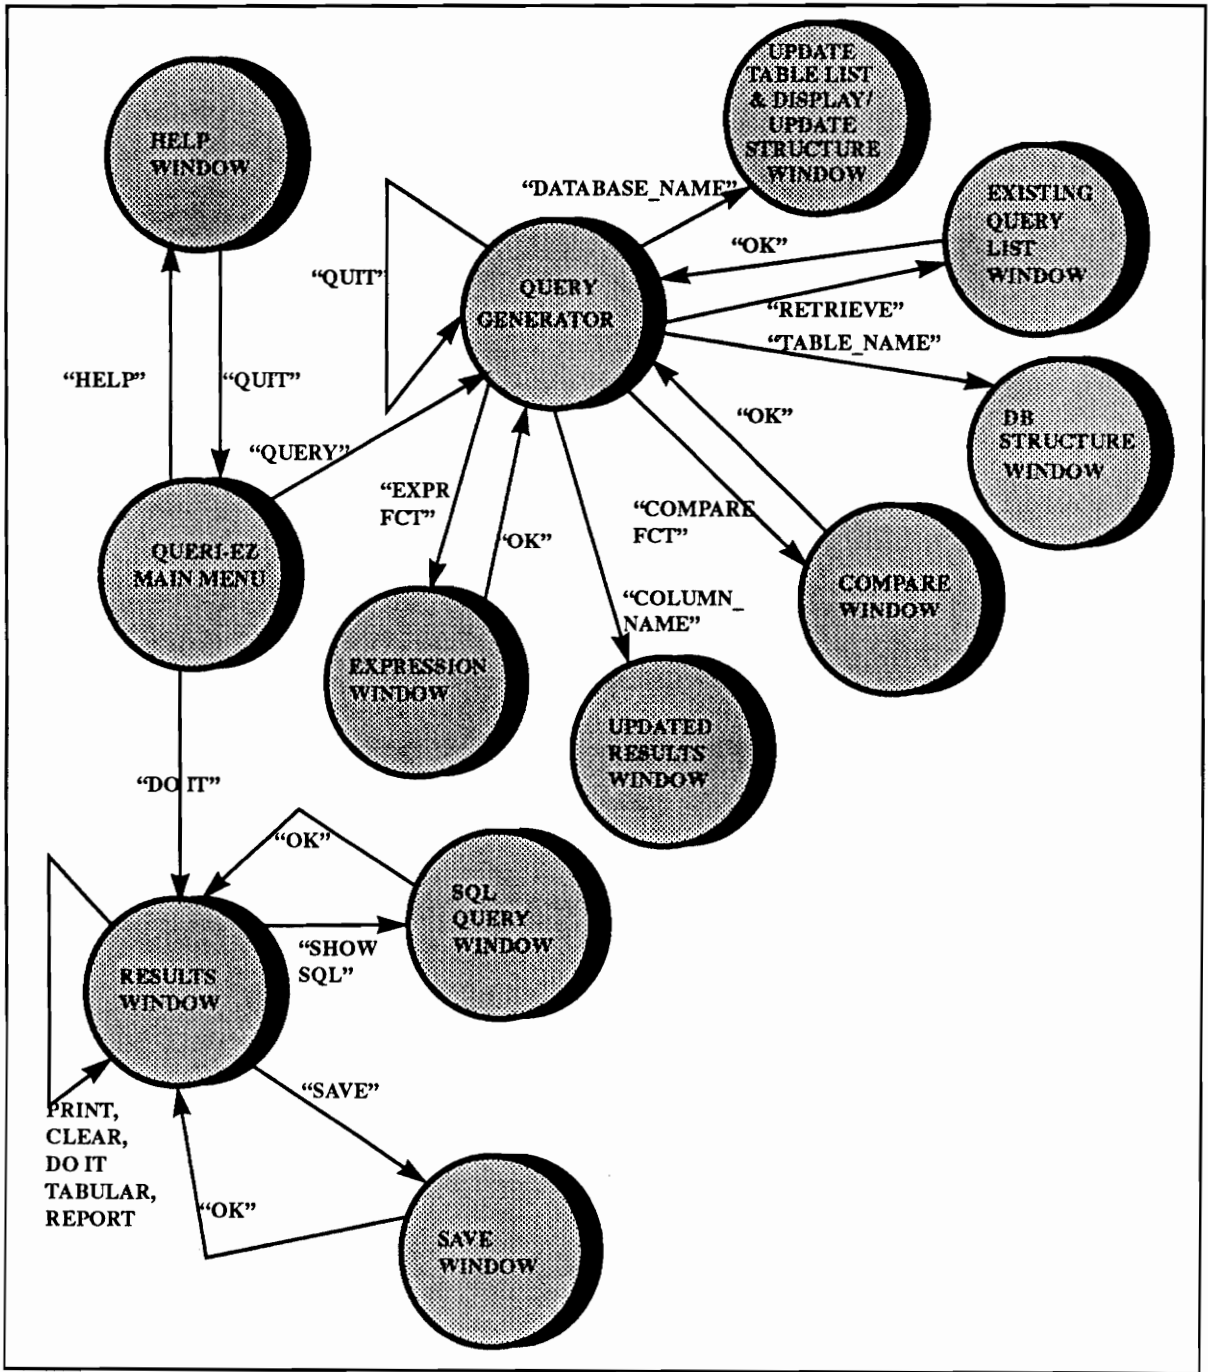 UPDATE
TABLE LIST
& DISPLAY/
UPDATE
STRUCTURE
WINDOW
HELP
WINDOW
“DATABASE_NAME”
EXISTING
QUERY
LIST
WINDOW
“OK”
“QUIT”
QUERY
GENERATOR
“RETRIEVE”
“TABLE_NAME”
“HELP”
“QUIT”
“OK”
DB
STRUCTURE
WINDOW
“QUERY”
“EXPR
FCT”
“COMPARE
FCT”
‘OK”
QUERI-EZ
MAIN MENU
COMPARE
WINDOW
“COLUMN_
NAME”
EXPRESSION
WINDOW
UPDATED
RESULTS
WINDOW
“DO IT”
“OK”
SQL
QUERY
WINDOW
“SHOW
SQL”
RESULTS
WINDOW
“SAVE”
PRINT,
CLEAR,
DO IT
TABULAR,
REPORT
“OK”
SAVE
WINDOW